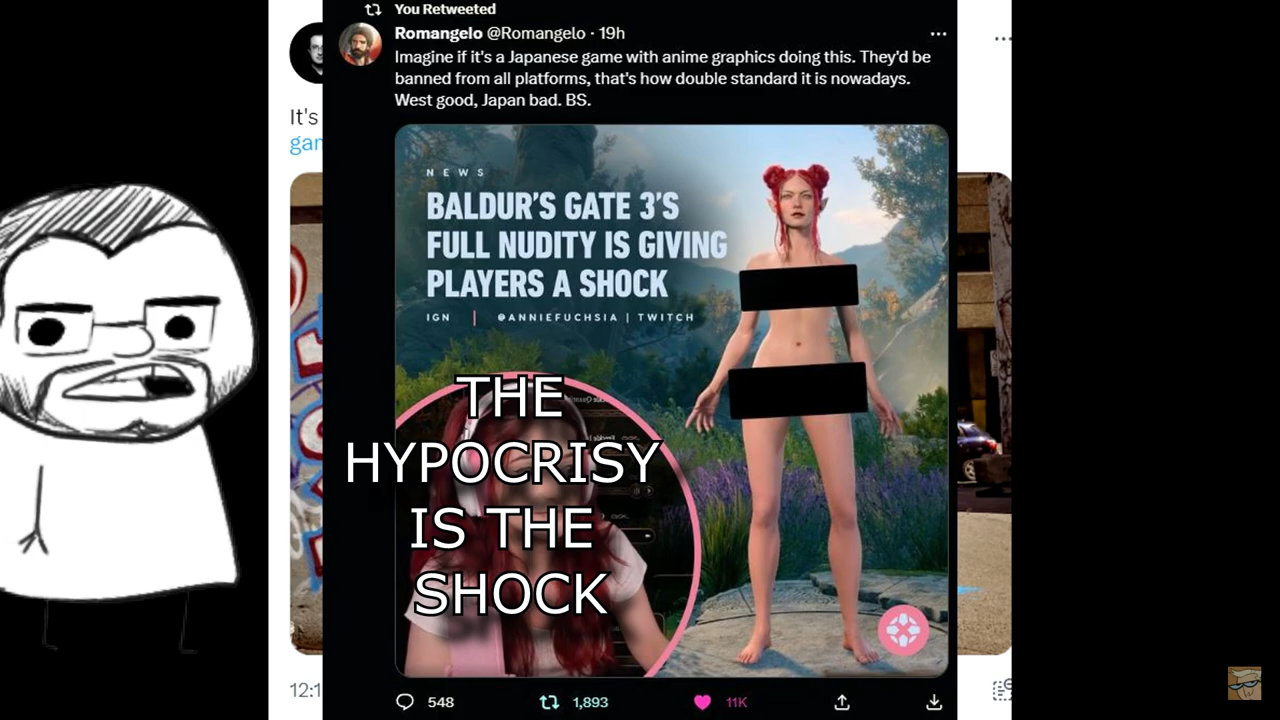 You Retweeted
Romangelo @Romangelo · 19h
Imagine if it's a Japanese game with anime graphics doing this. They'd be
banned from all platforms, that's how double standard it is nowadays.
West good, Japan bad. BS.
It's
gar
NEWS
BALDUR'S GATE 3'S
FULL NUDITY IS GIVING
PLAYERS A SHOCK
IGN | @ANNIEFUCHSIA | TWITCH
THE
HYPOCRISY
IS THE
SHOCK
12:1
548
1,893
11K